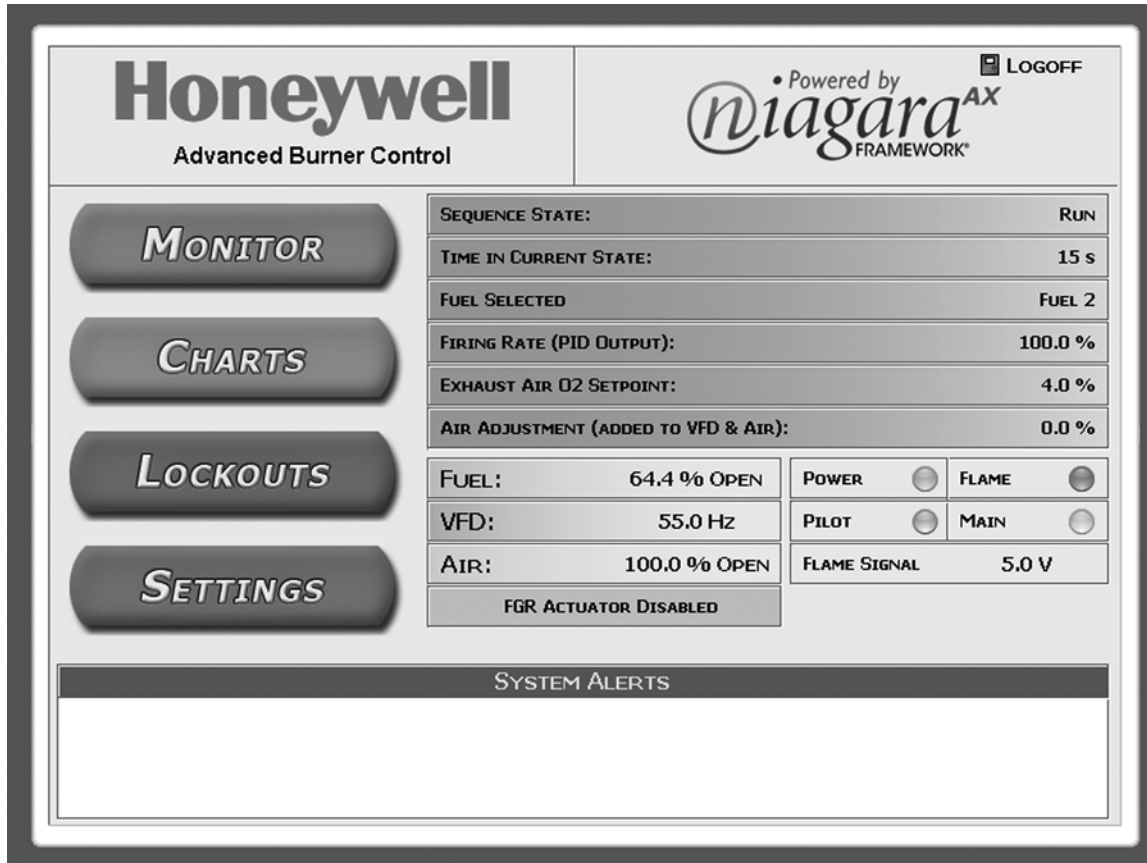 Honeywell
Advanced Burner Control
Powered by
niagara AX
FRAMEWORK®
LOGOFF
MONITOR
CHARTS
LOCKOUTS
SETTINGS
SEQUENCE STATE: RUN
TIME IN CURRENT STATE: 15 s
FUEL SELECTED FUEL 2
FIRING RATE (PID OUTPUT): 100.0 %
EXHAUST AIR O2 SETPOINT: 4.0 %
AIR ADJUSTMENT (ADDED TO VFD & AIR): 0.0 %
FUEL: 64.4 % OPEN POWER FLAME
VFD: 55.0 HZ PILOT MAIN
AIR: 100.0 % OPEN FLAME SIGNAL 5.0 V
FGR ACTUATOR DISABLED
SYSTEM ALERTS